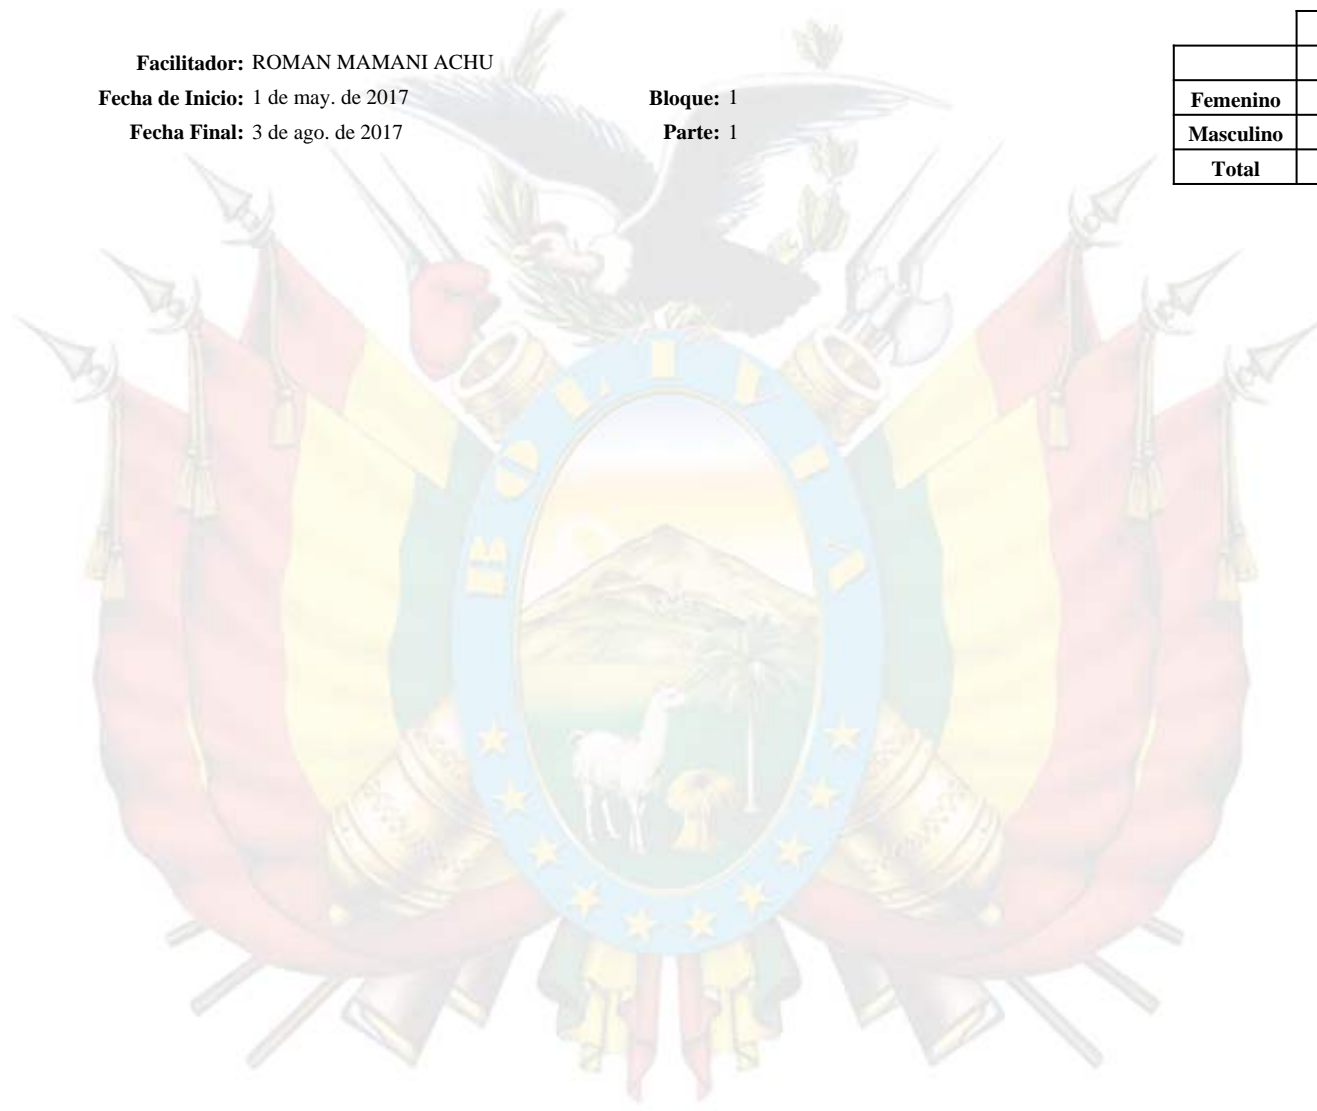 Facilitador: ROMAN MAMANI ACHU
Fecha de Inicio: 1 de may. de 2017 Bloque: 1
Fecha Final: 3 de ago. de 2017 Parte: 1
Femenino
Masculino
Total
BOLIVIA